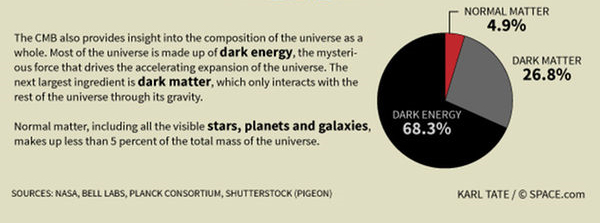 The CMB also provides insight into the composition of the universe as a
whole. Most of the universe is made up of dark energy, the mysteri-
ous force that drives the accelerating expansion of the universe. The
next largest ingredient is dark matter, which only interacts with the
rest of the universe through its gravity.
Normal matter, including all the visible stars, planets and galaxies,
makes up less than 5 percent of the total mass of the universe.
NORMAL MATTER
4.9%
DARK MATTER
26.8%
DARK ENERGY
68.3%
SOURCES: NASA, BELL LABS, PLANCK CONSORTIUM, SHUTTERSTOCK (PIGEON)
KARL TATE / © SPACE.com